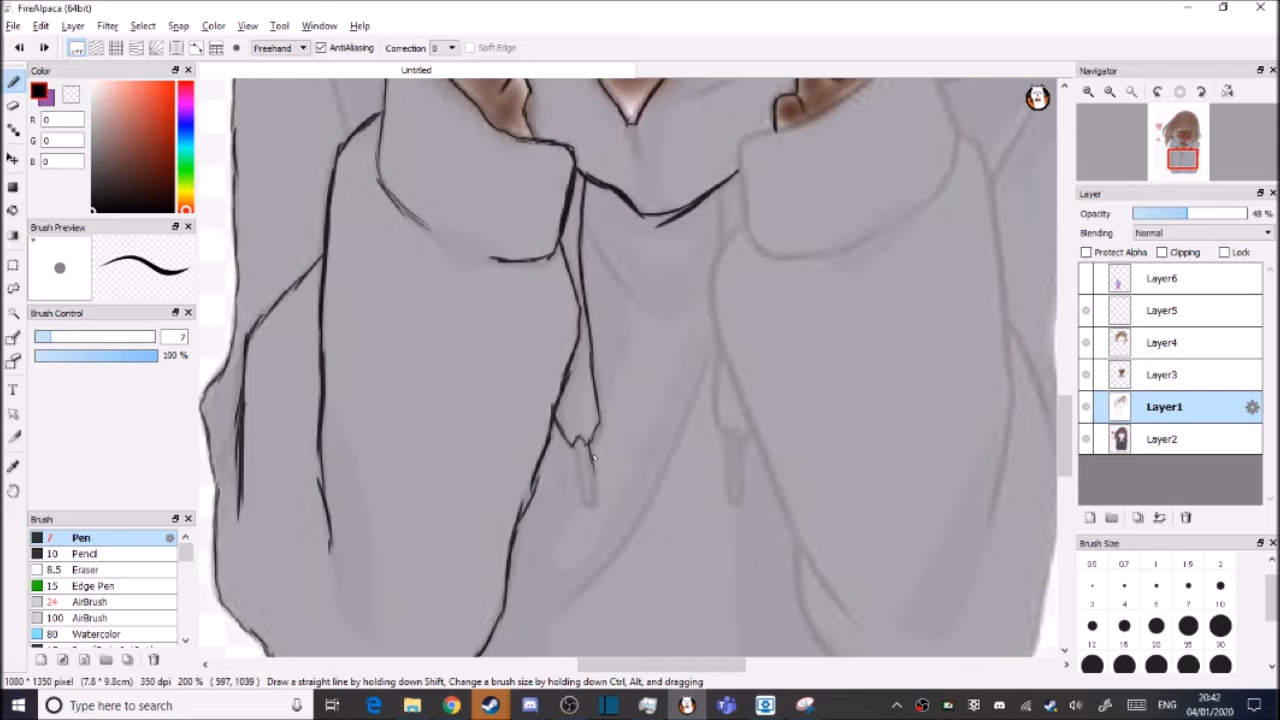 FireAlpaca (64bit)
File Edit Layer Filter Select Snap Color View Tool Window Help
OFF Freehand AntiAliasing Correction 0 Soft Edge
Color
Untitled
Navigator
R 0
G 0
B 0
Layer
Opacity 48 %
Brush Preview
Blending Normal
Protect Alpha Clipping Lock
Layer6
Layer5
Brush Control
7
Layer4
100 %
Layer3
Layer1
Layer2
Brush
7 Pen
Brush Size
10 Pencil
0.5 0.7 1 1.5 2
8.5 Eraser
15 Edge Pen
24 AirBrush
3 4 5 7 10
100 AirBrush
80 Watercolor
12 15 20 25 30
1080 * 1350 pixel (7.8 * 9.8cm) 350 dpi 200 % ( 597, 1039 ) Draw a straight line by holding down Shift, Change a brush size by holding down Ctrl, Alt, and dragging
Type here to search
ENG
20:42
04/01/2020